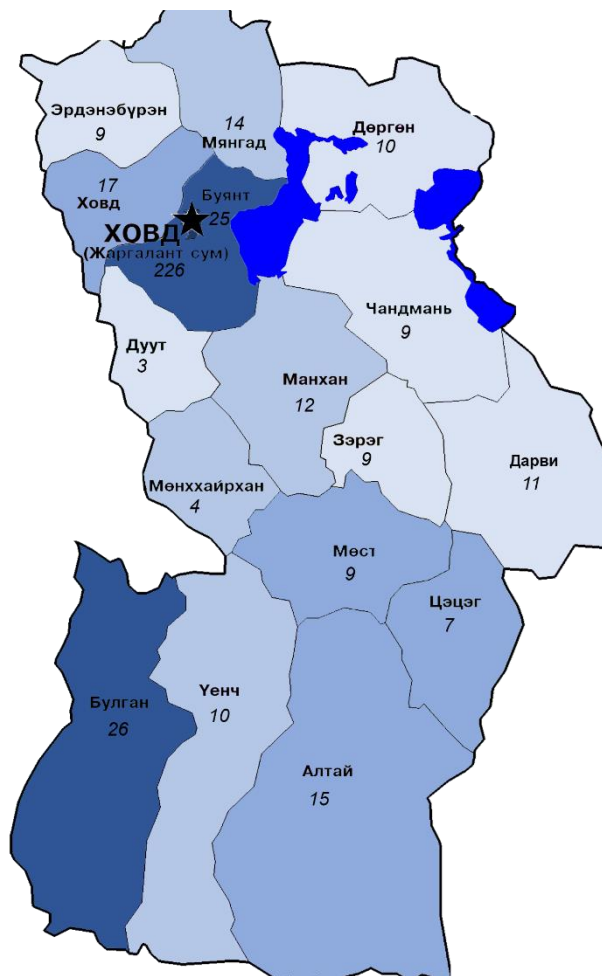 Эрдэнэбүрэн
9
14
Мянгад
Дөргөн
10
17
Ховд
Буянт
25
ХОВД
(Жаргалант сум)
226
Чандмань
9
Дуут
3
Манхан
12
Зэрэг
9
Дарви
11
Мөнххайрхан
4
Мөст
9
Цэцэг
7
Булган
26
Үенч
10
Алтай
15